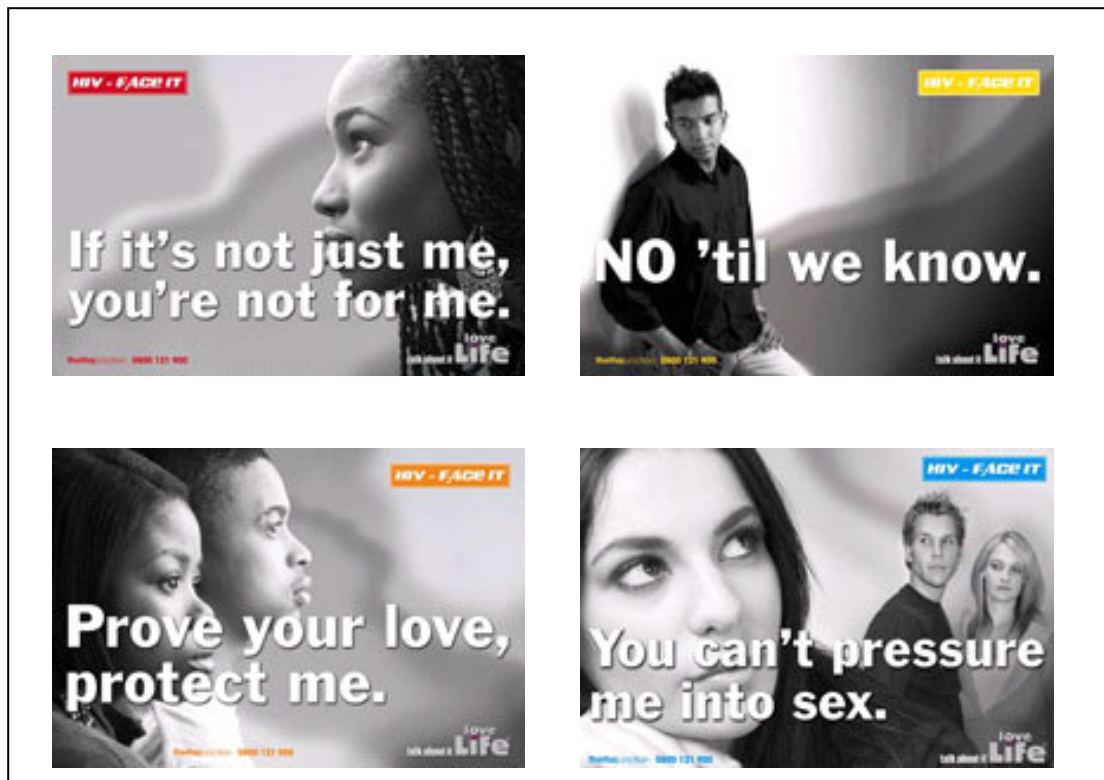 HIV - FACE IT
If it's not just me,
you're not for me.
0800 121 900
talk about it
love
Life
HIV - FACE IT
NO 'til we know.
0800 121 900
talk about it
love
Life
HIV - FACE IT
Prove your love,
protect me.
0800 121 900
talk about it
love
Life
HIV - FACE IT
You can't pressure
me into sex.
0800 121 900
talk about it
love
Life